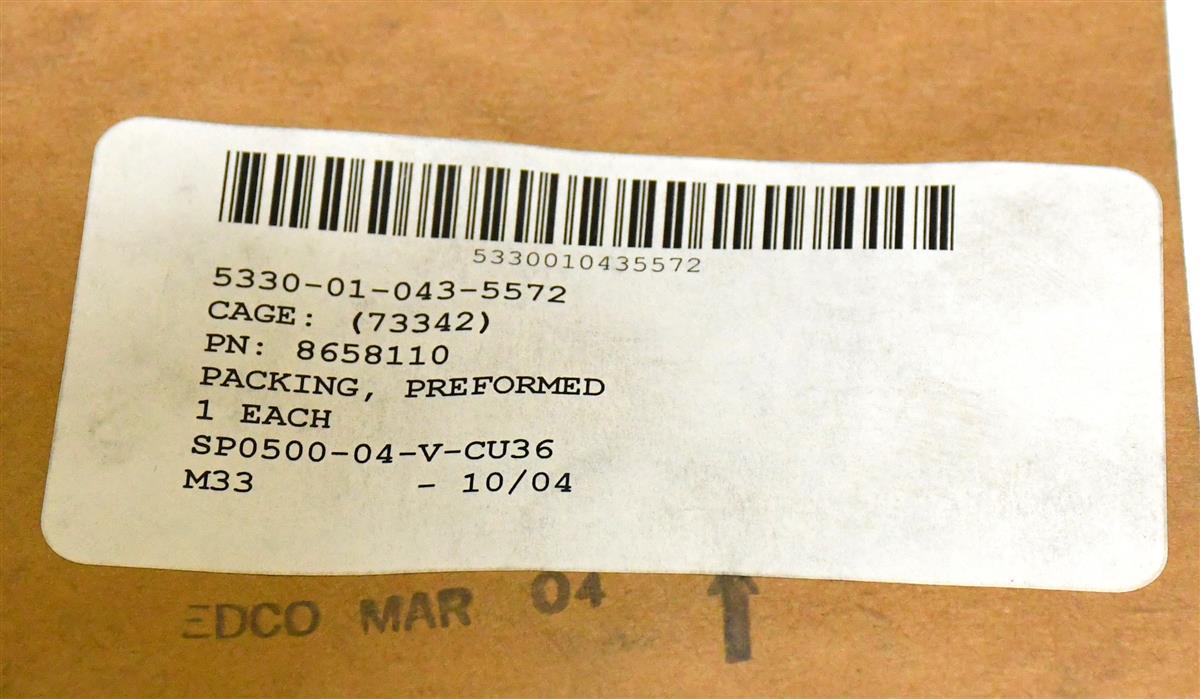 5330010435572
5330-01-043-5572
CAGE: (73342)
PN: 8658110
PACKING, PREFORMED
1 EACH
SP0500-04-V-CU36
M33 - 10/04
EDCO MAR 04